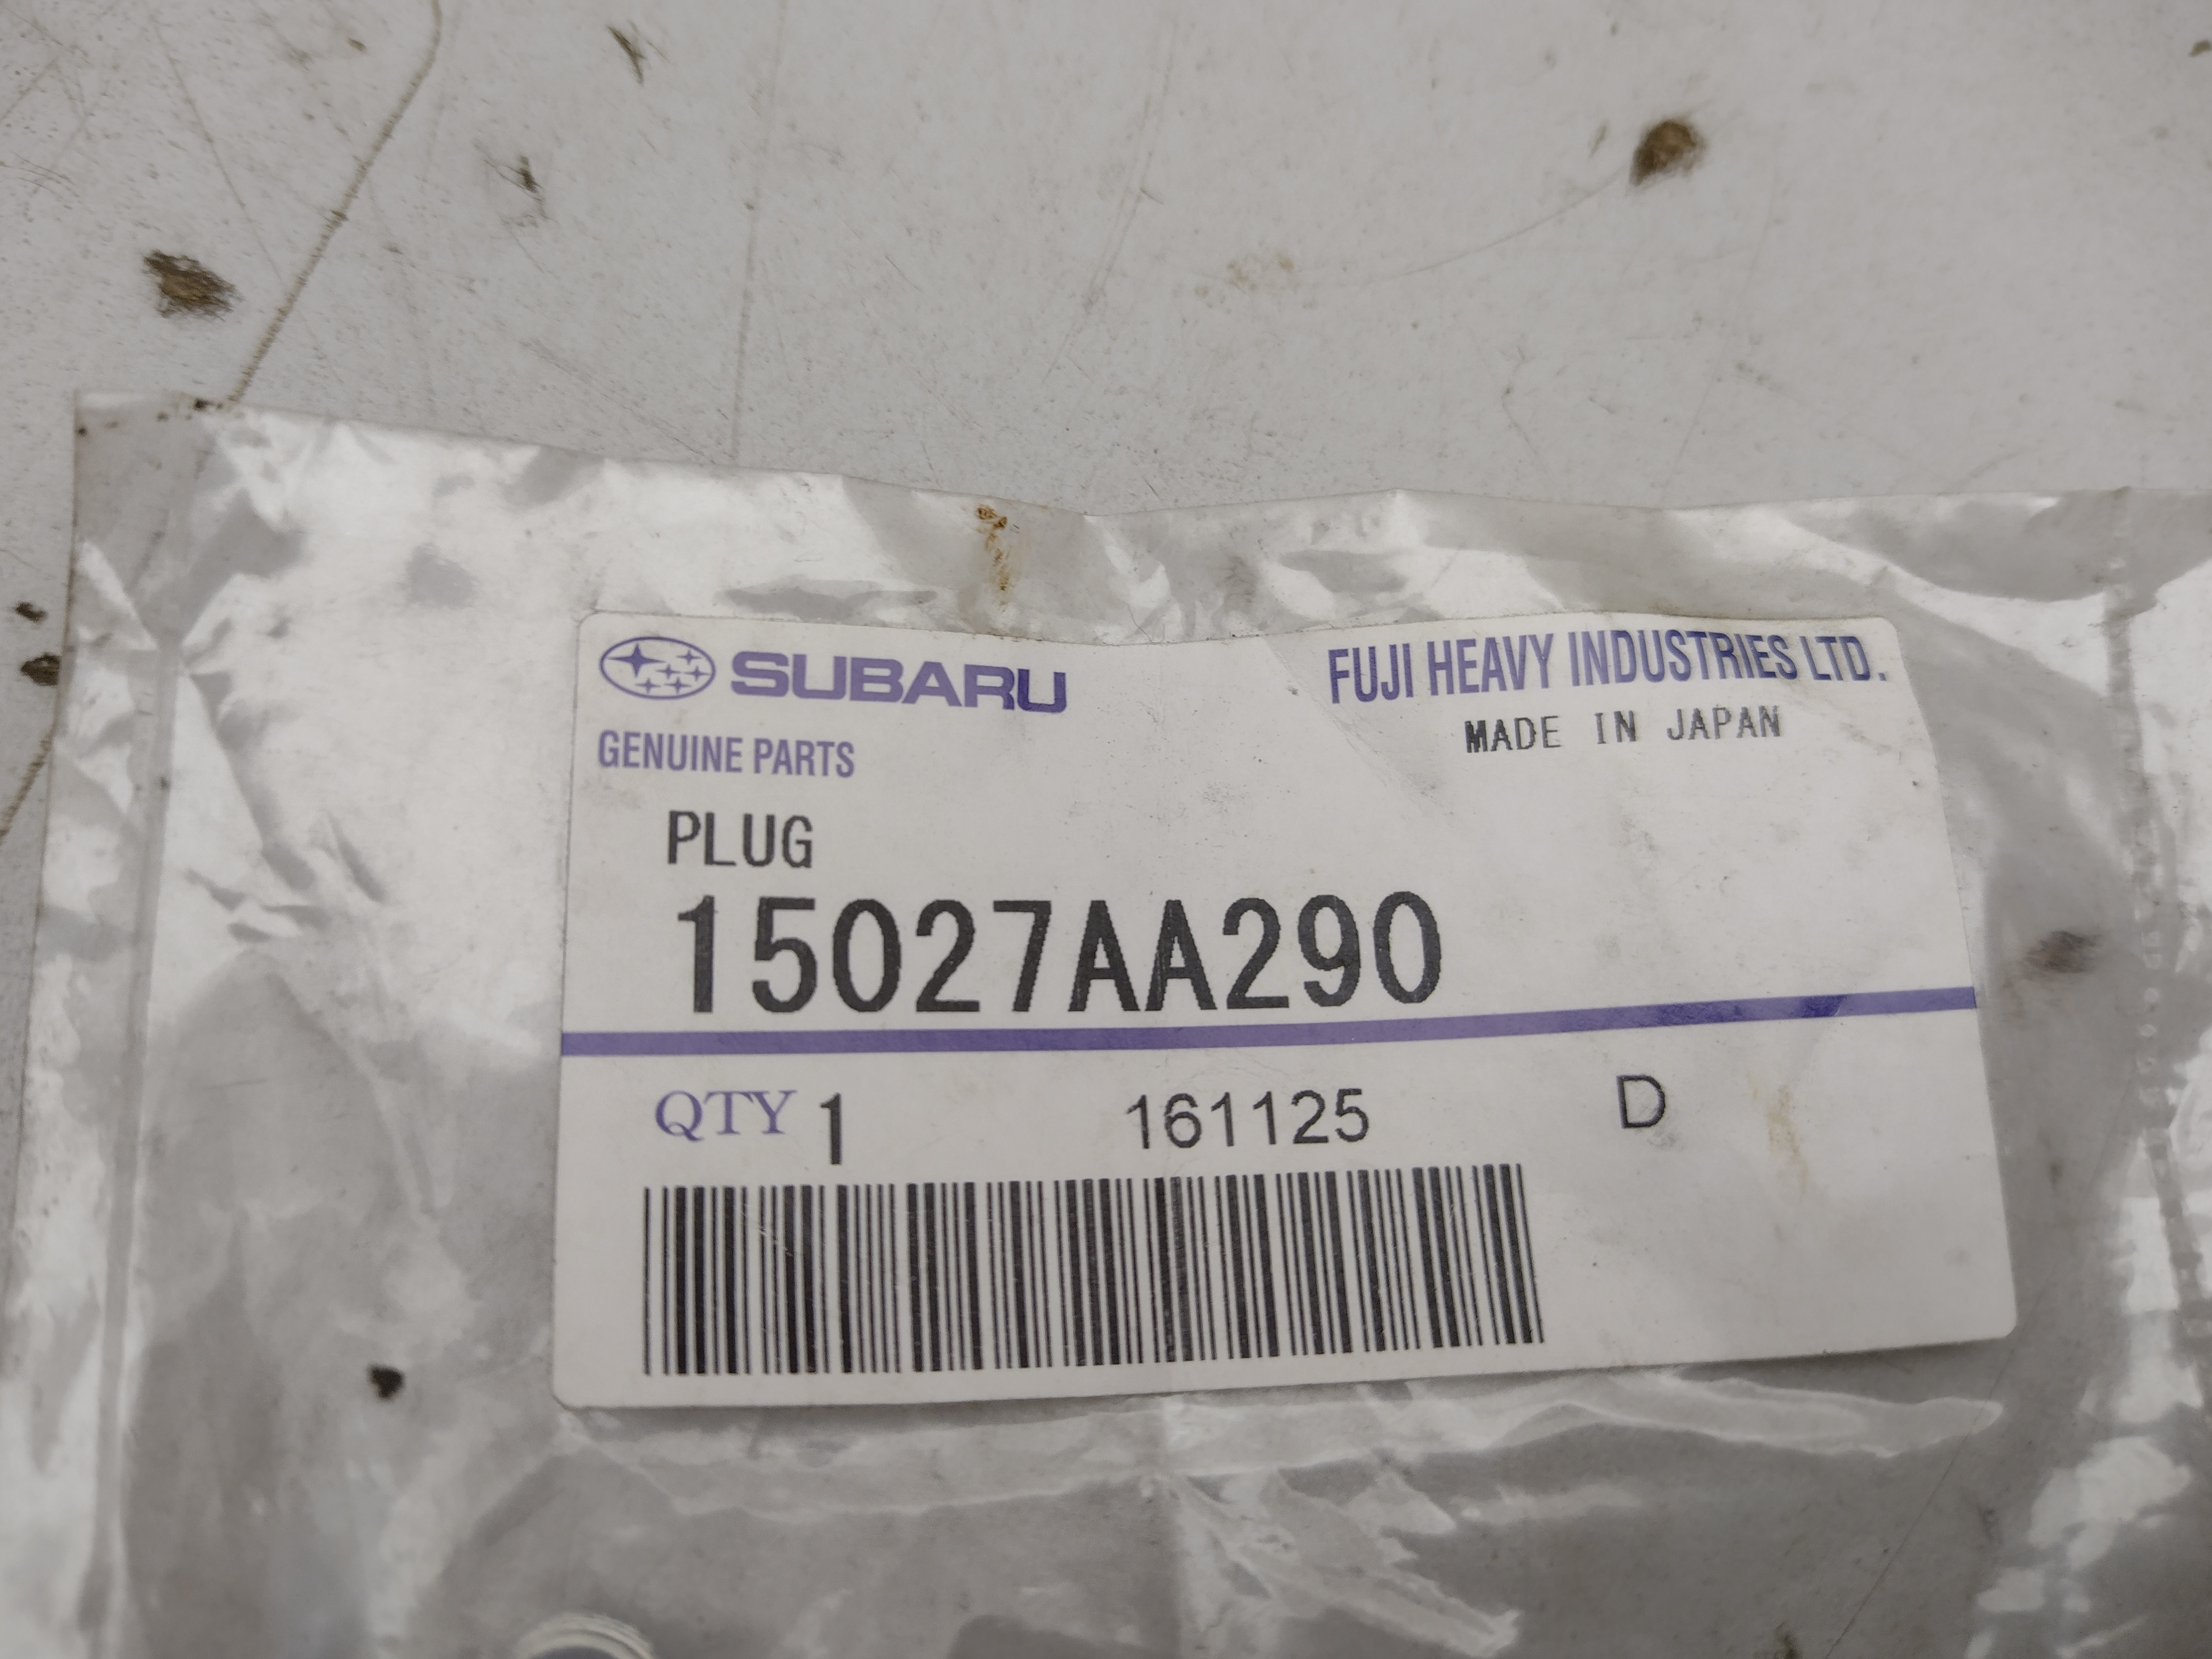 SUBARU
FUJI HEAVY INDUSTRIES LTD.
MADE IN JAPAN
GENUINE PARTS
PLUG
15027AA290
QTY 1 161125 D